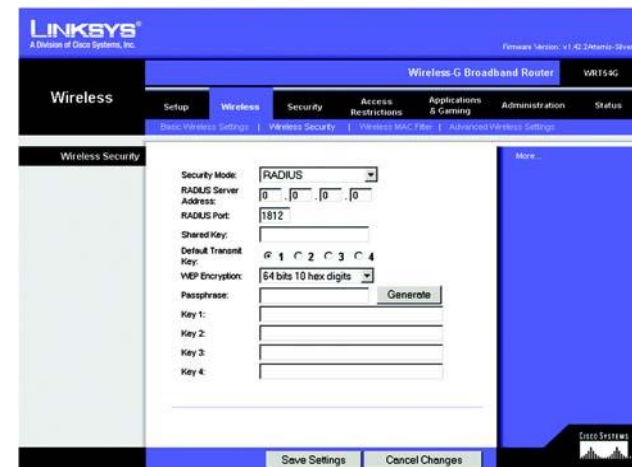 LINKSYS®
A Division of Cisco Systems, Inc.
Firmware Version: v1.42.2
Wireless-G Broadband Router WRT54G
Wireless
Setup Wireless Security Access Restrictions Applications & Gaming Administration Status
Basic Wireless Settings | Wireless Security | Wireless MAC Filter | Advanced Wireless Settings
Wireless Security
More...
Security Mode: RADIUS
RADIUS Server Address: 0 . 0 . 0 . 0
RADIUS Port: 1812
Shared Key:
Default Transmit Key: 1 2 3 4
WEP Encryption: 64 bits 10 hex digits
Passphrase: Generate
Key 1:
Key 2:
Key 3:
Key 4:
Save Settings Cancel Changes
CISCO SYSTEMS